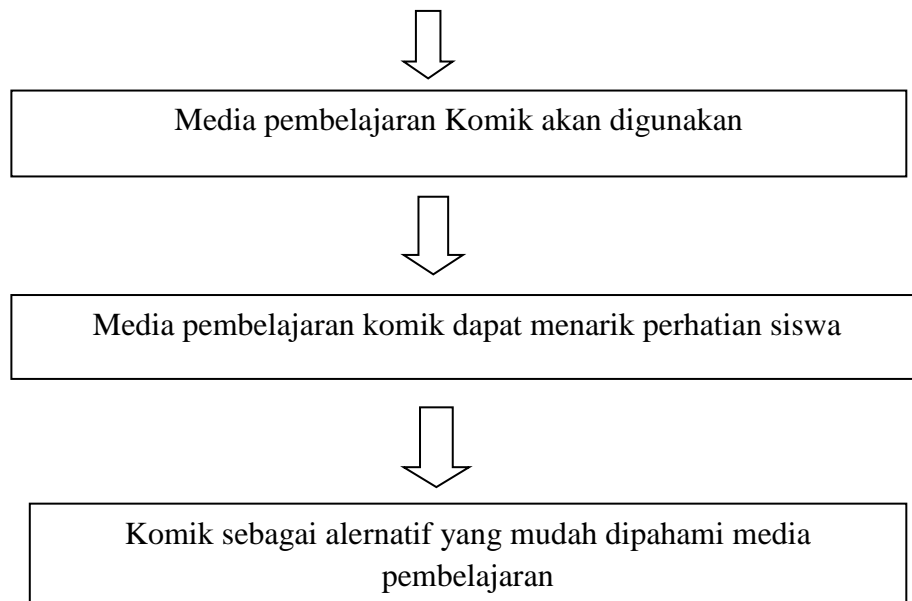 Media pembelajaran Komik akan digunakan
Media pembelajaran komik dapat menarik perhatian siswa
Komik sebagai alernatif yang mudah dipahami media
pembelajaran